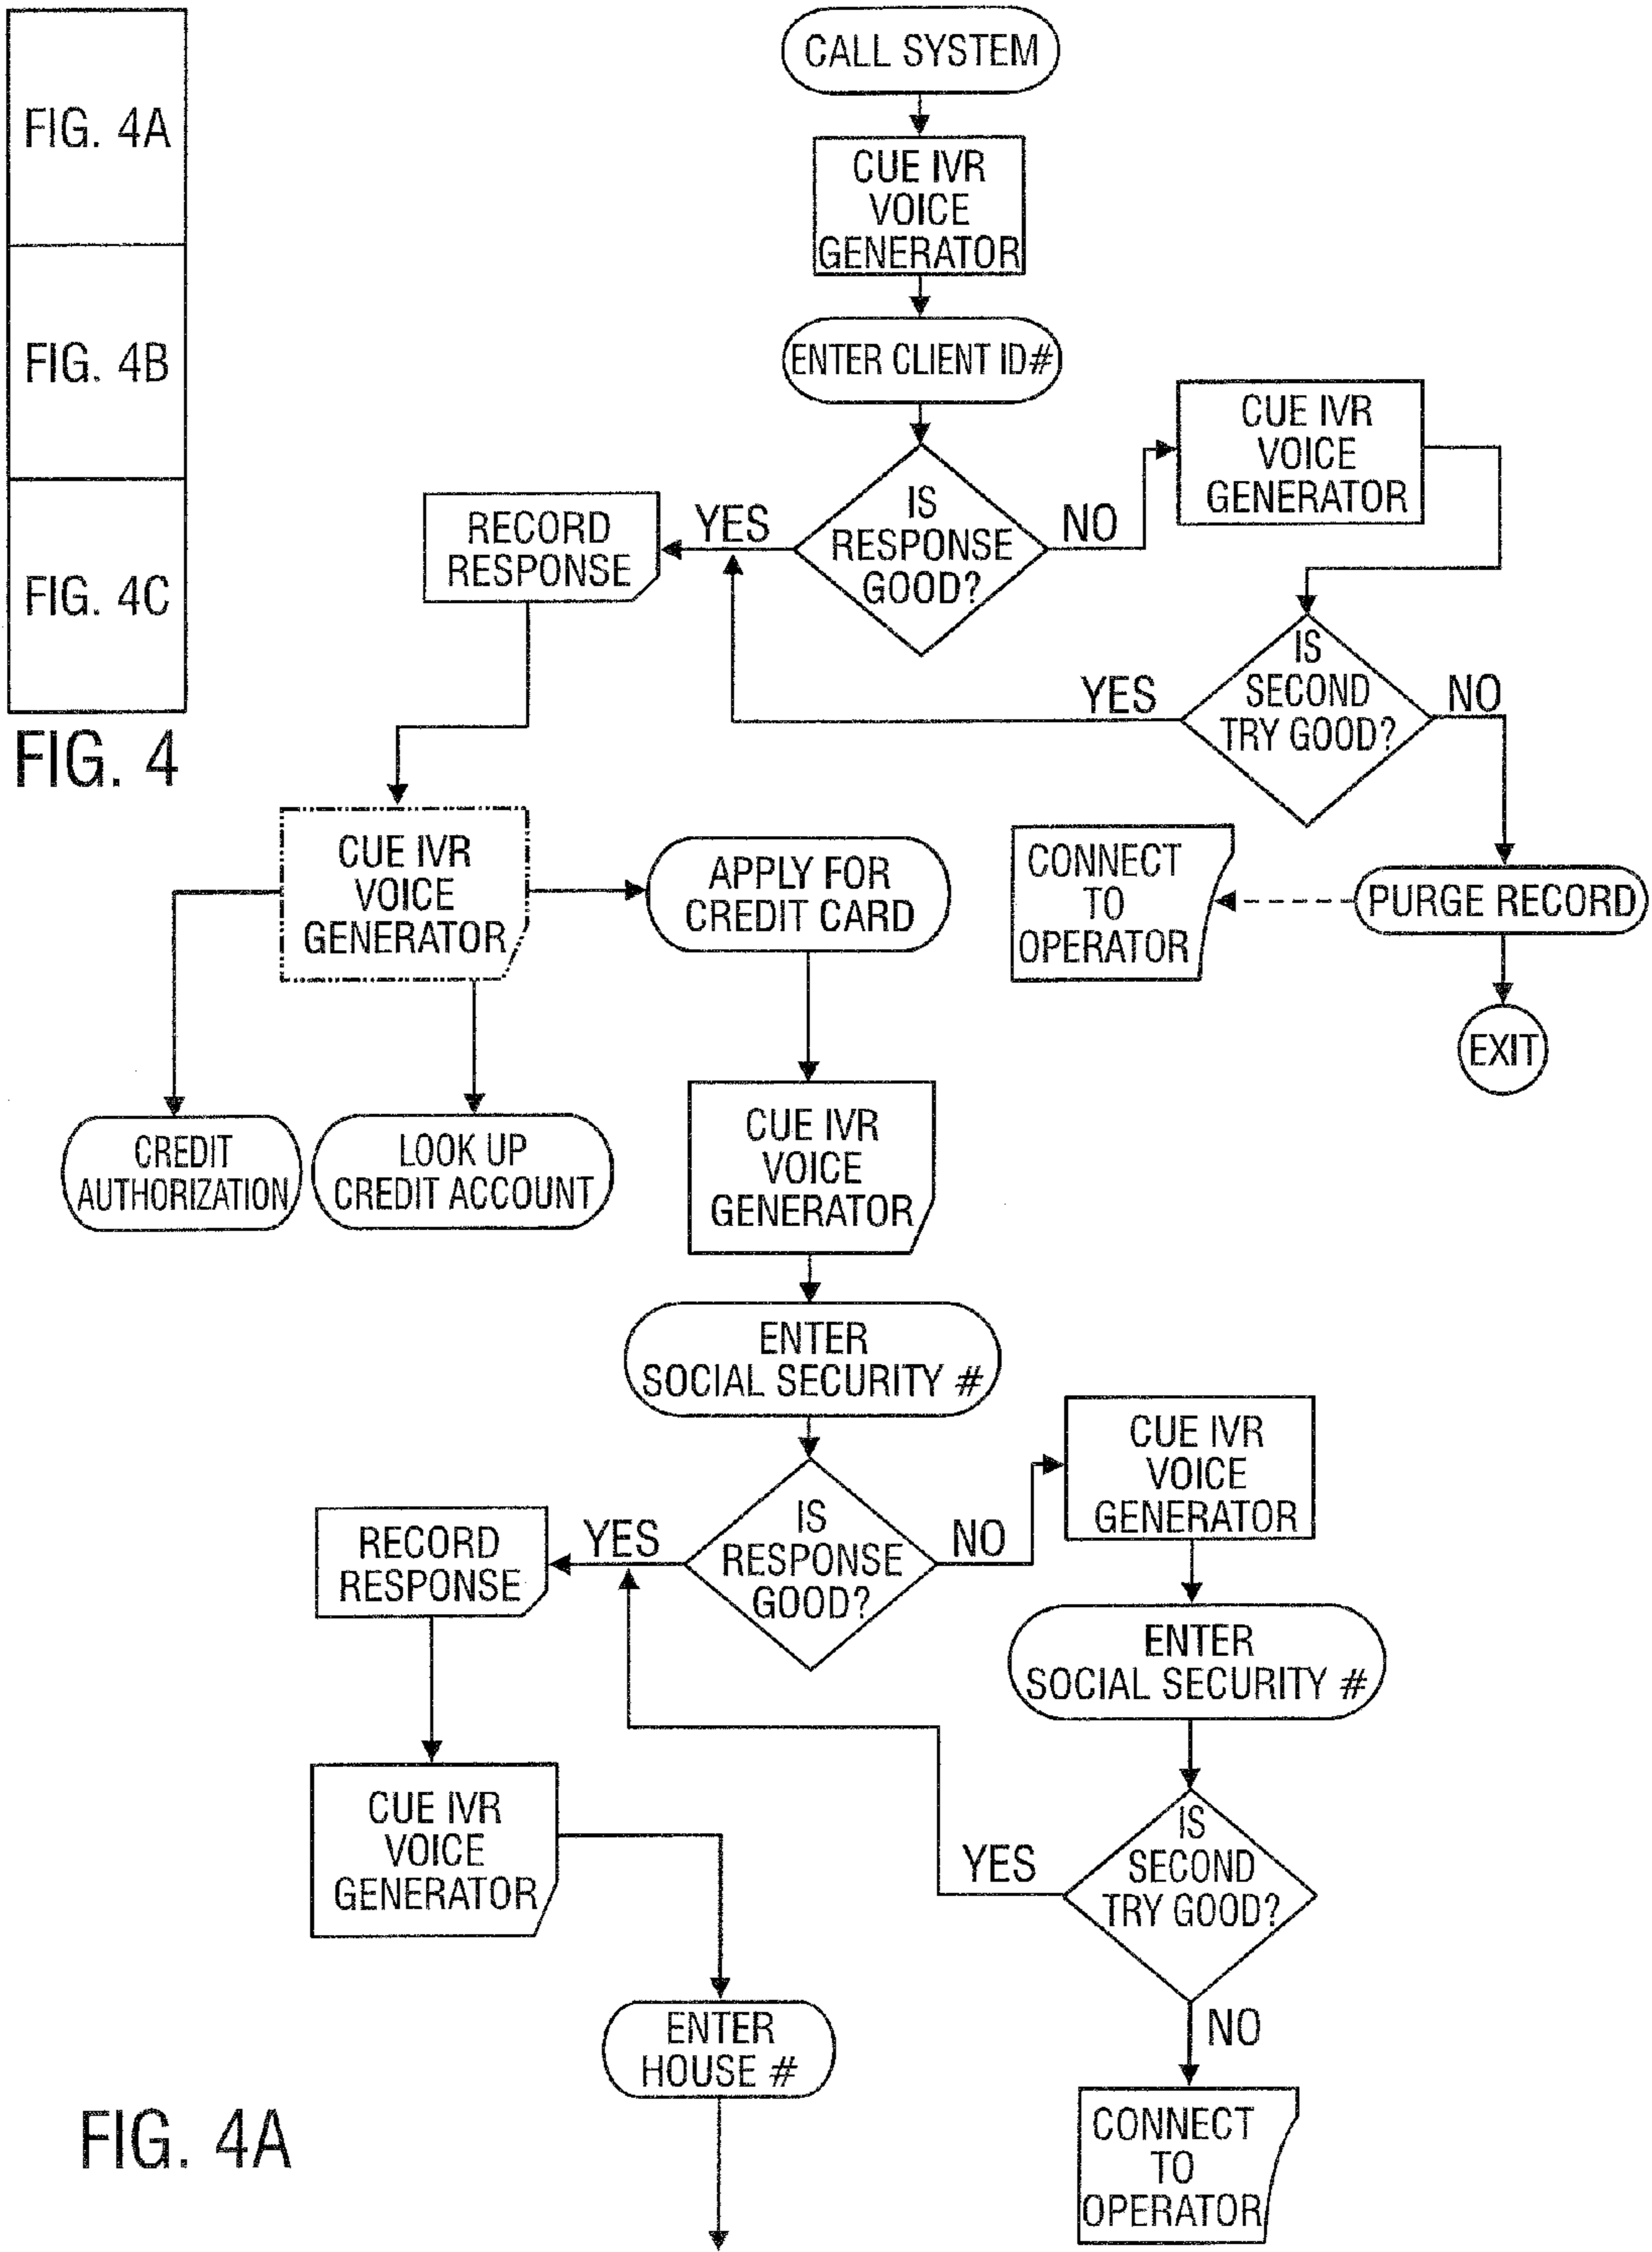 FIG. 4A
FIG. 4B
FIG. 4C
FIG. 4
CALL SYSTEM
CUE IVR
VOICE
GENERATOR
ENTER CLIENT ID#
IS
RESPONSE
GOOD?
YES
NO
CUE IVR
VOICE
GENERATOR
RECORD
RESPONSE
IS
SECOND
TRY GOOD?
YES
NO
CUE IVR
VOICE
GENERATOR
APPLY FOR
CREDIT CARD
CONNECT
TO
OPERATOR
PURGE RECORD
EXIT
CREDIT
AUTHORIZATION
LOOK UP
CREDIT ACCOUNT
CUE IVR
VOICE
GENERATOR
ENTER
SOCIAL SECURITY #
IS
RESPONSE
GOOD?
YES
NO
CUE IVR
VOICE
GENERATOR
RECORD
RESPONSE
ENTER
SOCIAL SECURITY #
CUE IVR
VOICE
GENERATOR
IS
SECOND
TRY GOOD?
YES
NO
ENTER
HOUSE #
CONNECT
TO
OPERATOR
FIG. 4A